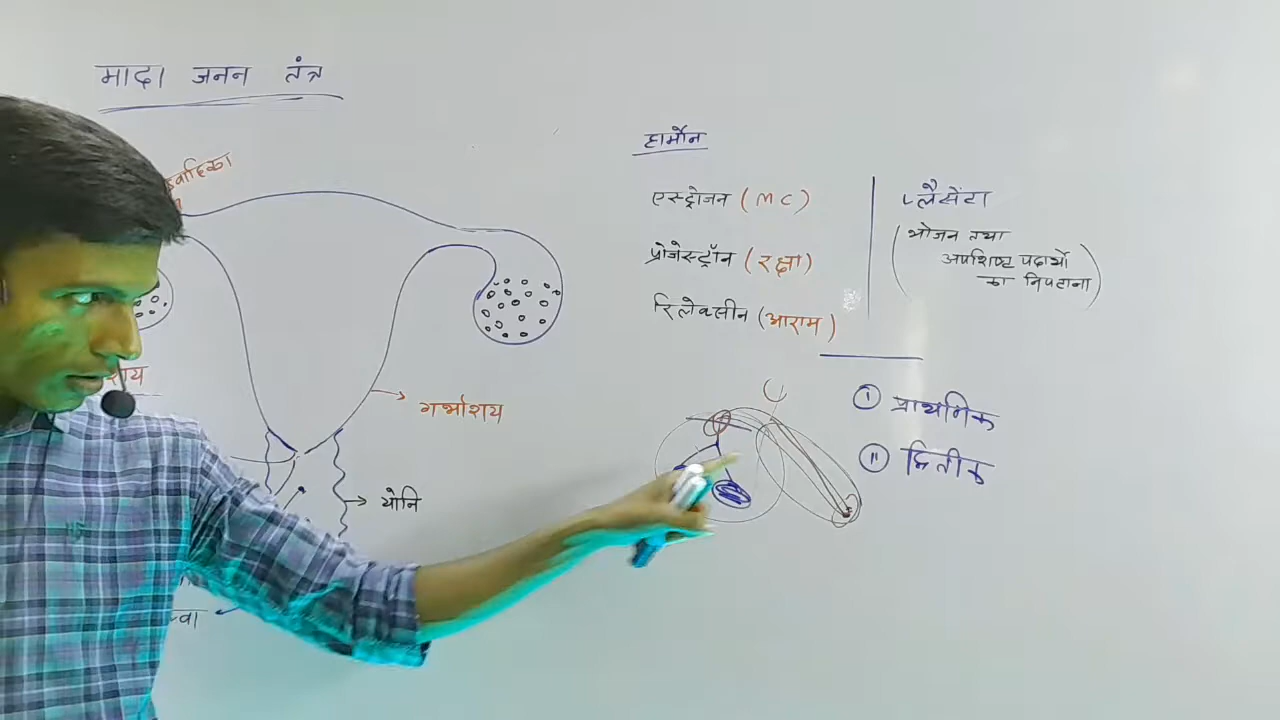 मादा जनन तंत्र
हार्मोन
एस्ट्रोजन (MC)
प्रोजेस्ट्रॉन (रक्षा)
रिलेक्सीन (आराम)
प्लैसेंटा
(भोजन तथा
अपशिष्ट पदार्थो
का निपटाना)
गर्भाशय
योनि
① प्राथमिक
② द्वितीक